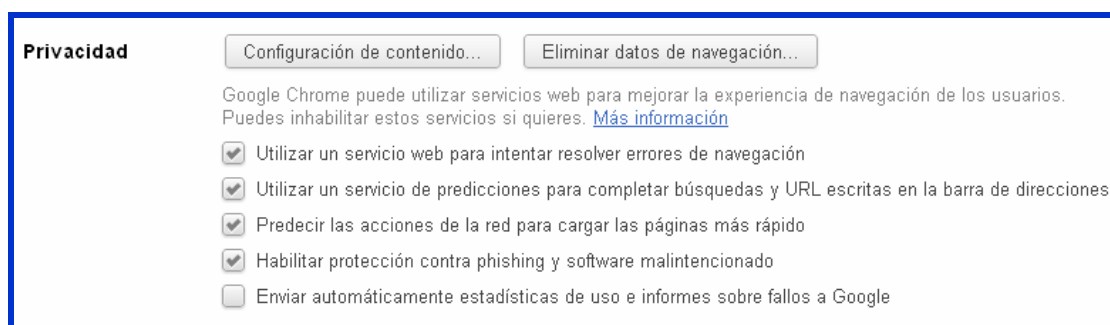 Privacidad
Configuración de contenido... Eliminar datos de navegación...
Google Chrome puede utilizar servicios web para mejorar la experiencia de navegación de los usuarios.
Puedes inhabilitar estos servicios si quieres. Más información
Utilizar un servicio web para intentar resolver errores de navegación
Utilizar un servicio de predicciones para completar búsquedas y URL escritas en la barra de direcciones
Predecir las acciones de la red para cargar las páginas más rápido
Habilitar protección contra phishing y software malintencionado
Enviar automáticamente estadísticas de uso e informes sobre fallos a Google